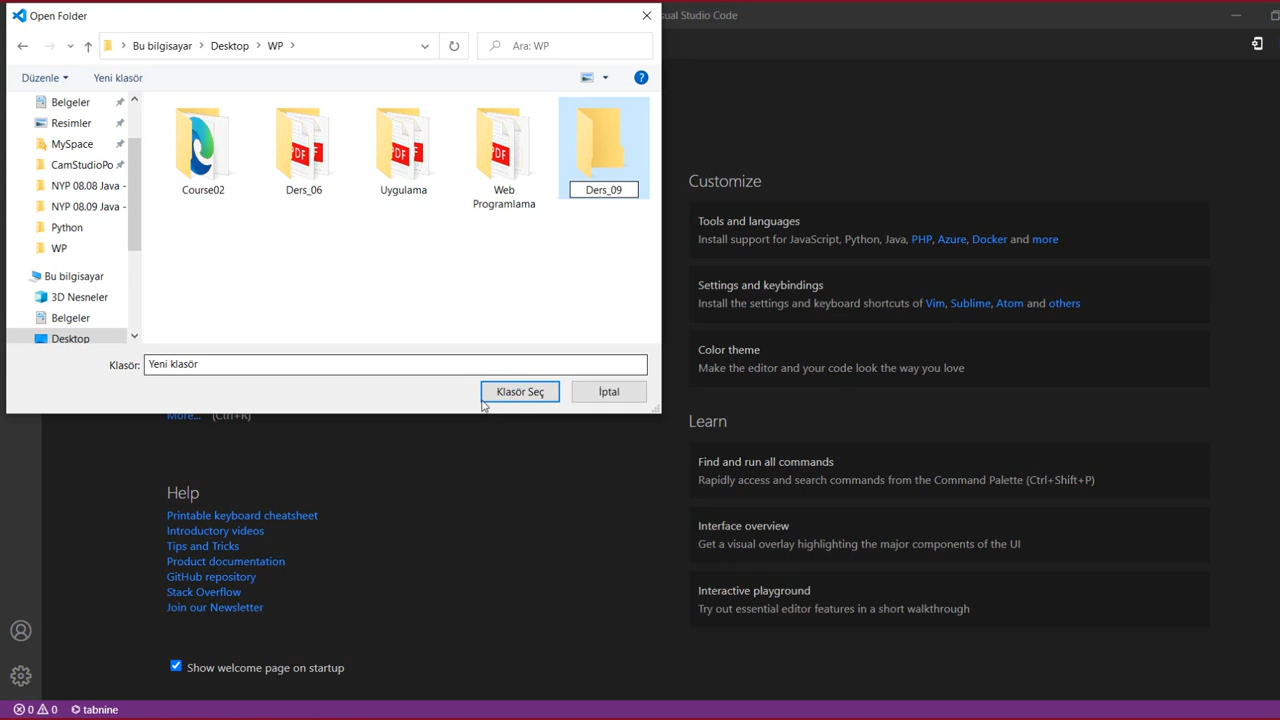 Open Folder
Bu bilgisayar
Desktop
WP
Ara: WP
Düzenle
Yeni klasör
Belgeler
Resimler
MySpace
CamStudioPo
NYP 08.08 Java -
NYP 08.09 Java -
Python
WP
Bu bilgisayar
3D Nesneler
Belgeler
Desktop
PDF
PDF
PDF
Course02
Ders_06
Uygulama
Web
Programlama
Ders_09
Klasör:
Yeni klasör
Klasör Seç
İptal
sual Studio Code
More...
(Ctrl+R)
Help
Printable keyboard cheatsheet
Introductory videos
Tips and Tricks
Product documentation
GitHub repository
Stack Overflow
Join our Newsletter
Show welcome page on startup
Customize
Tools and languages
Install support for JavaScript, Python, Java, PHP, Azure, Docker and more
Settings and keybindings
Install the settings and keyboard shortcuts of Vim, Sublime, Atom and others
Color theme
Make the editor and your code look the way you love
Learn
Find and run all commands
Rapidly access and search commands from the Command Palette (Ctrl+Shift+P)
Interface overview
Get a visual overlay highlighting the major components of the UI
Interactive playground
Try out essential editor features in a short walkthrough
0 0
tabnine